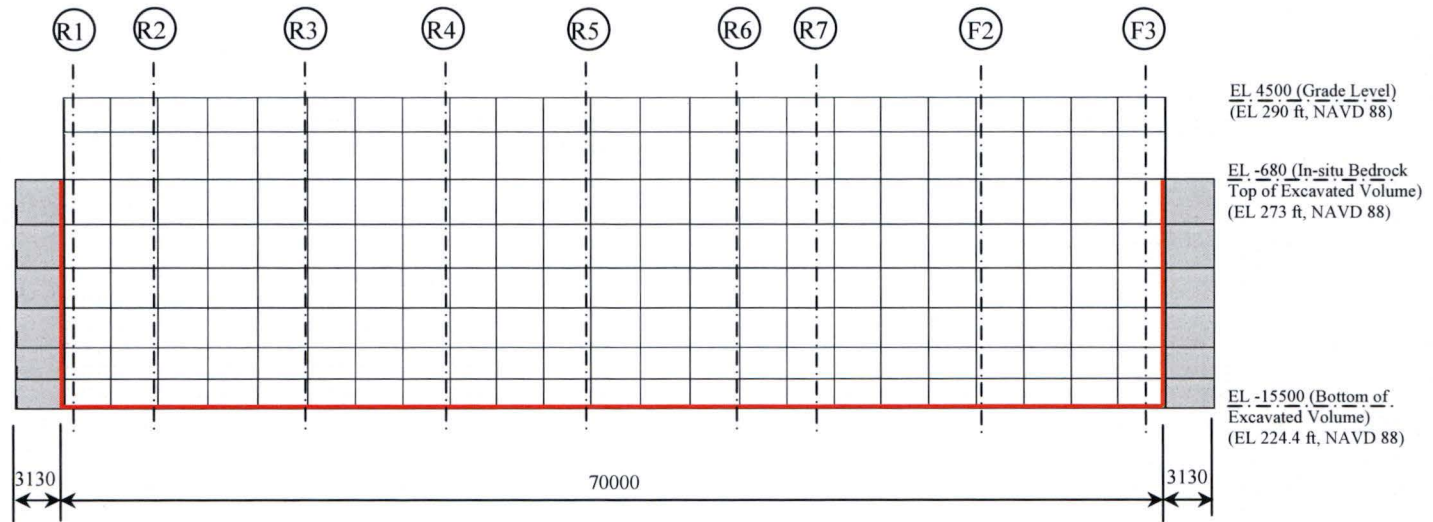 R1 R2 R3 R4 R5 R6 R7 F2 F3
EL 4500 (Grade Level)
(EL 290 ft, NAVD 88)
EL -680 (In-situ Bedrock
Top of Excavated Volume)
(EL 273 ft, NAVD 88)
EL -15500 (Bottom of
Excavated Volume)
(EL 224.4 ft, NAVD 88)
3130 70000 3130